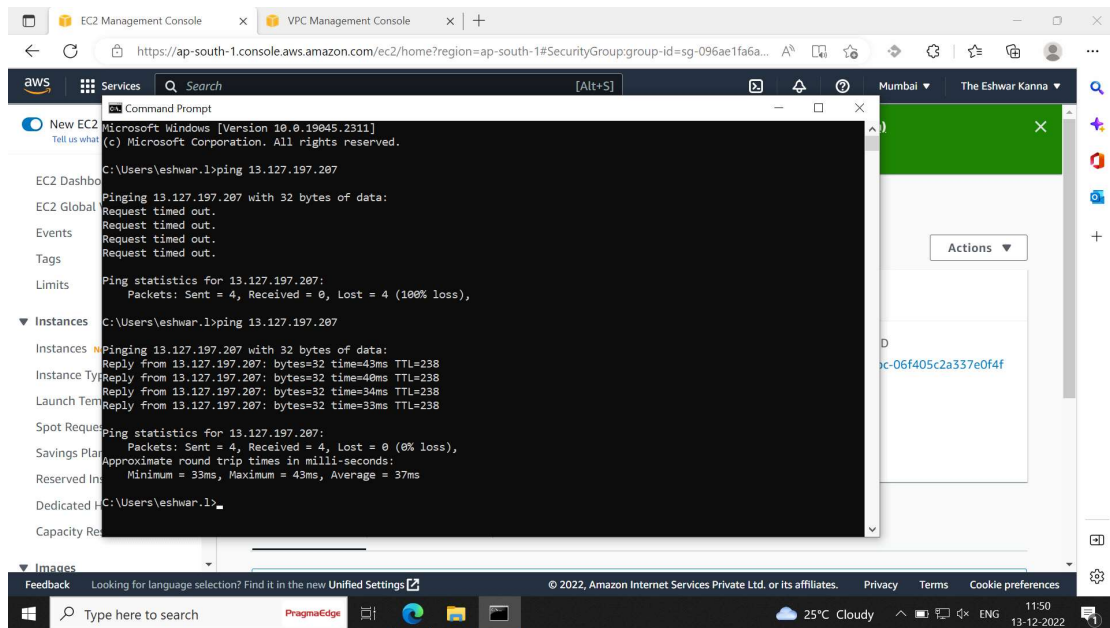 EC2 Management Console
VPC Management Console
https://ap-south-1.console.aws.amazon.com/ec2/home?region=ap-south-1#SecurityGroup:group-id=sg-096ae1fa6a...
aws
Services
Search
[Alt+S]
Mumbai ▼
The Eshwar Kanna ▼
New EC2
Tell us what
EC2 Dashbo
EC2 Global
Events
Tags
Limits
▼ Instances
Instances
Instance Typ
Launch Tem
Spot Reques
Savings Plan
Reserved Ins
Dedicated H
Capacity Res
▼ Images
Command Prompt
Microsoft Windows [Version 10.0.19045.2311]
(c) Microsoft Corporation. All rights reserved.
C:\Users\eshwar.l>ping 13.127.197.207
Pinging 13.127.197.207 with 32 bytes of data:
Request timed out.
Request timed out.
Request timed out.
Request timed out.
Ping statistics for 13.127.197.207:
Packets: Sent = 4, Received = 0, Lost = 4 (100% loss),
C:\Users\eshwar.l>ping 13.127.197.207
Pinging 13.127.197.207 with 32 bytes of data:
Reply from 13.127.197.207: bytes=32 time=43ms TTL=238
Reply from 13.127.197.207: bytes=32 time=40ms TTL=238
Reply from 13.127.197.207: bytes=32 time=34ms TTL=238
Reply from 13.127.197.207: bytes=32 time=33ms TTL=238
Ping statistics for 13.127.197.207:
Packets: Sent = 4, Received = 4, Lost = 0 (0% loss),
Approximate round trip times in milli-seconds:
Minimum = 33ms, Maximum = 43ms, Average = 37ms
C:\Users\eshwar.l>
Actions ▼
D
pc-06f405c2a337e0f4f
Feedback
Looking for language selection? Find it in the new Unified Settings
© 2022, Amazon Internet Services Private Ltd. or its affiliates.
Privacy
Terms
Cookie preferences
Type here to search
PragmaEdge
25°C Cloudy
ENG
11:50
13-12-2022